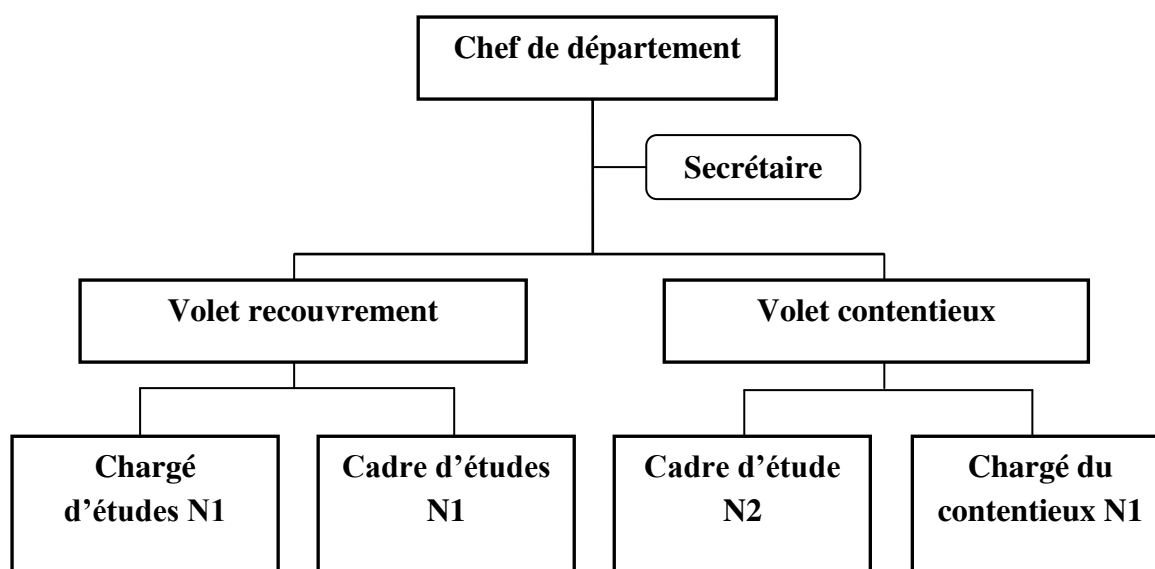 Chef de département
Secrétaire
Volet recouvrement
Volet contentieux
Chargé
d’études N1
Cadre d’études
N1
Cadre d’étude
N2
Chargé du
contentieux N1